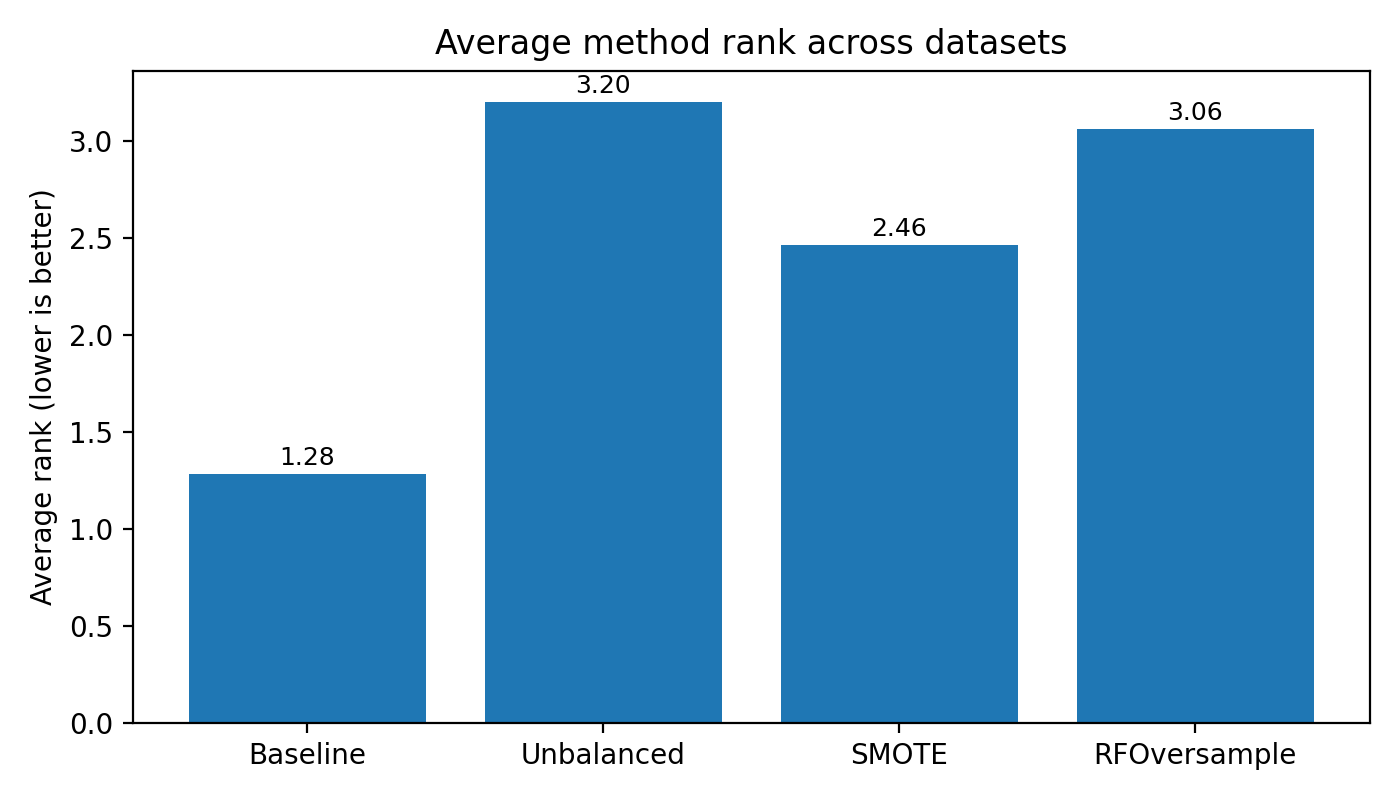 Average method rank across datasets
Average rank (lower is better)
3.0
2.5
2.0
1.5
1.0
0.5
0.0
1.28
3.20
2.46
3.06
Baseline
Unbalanced
SMOTE
RFOversample